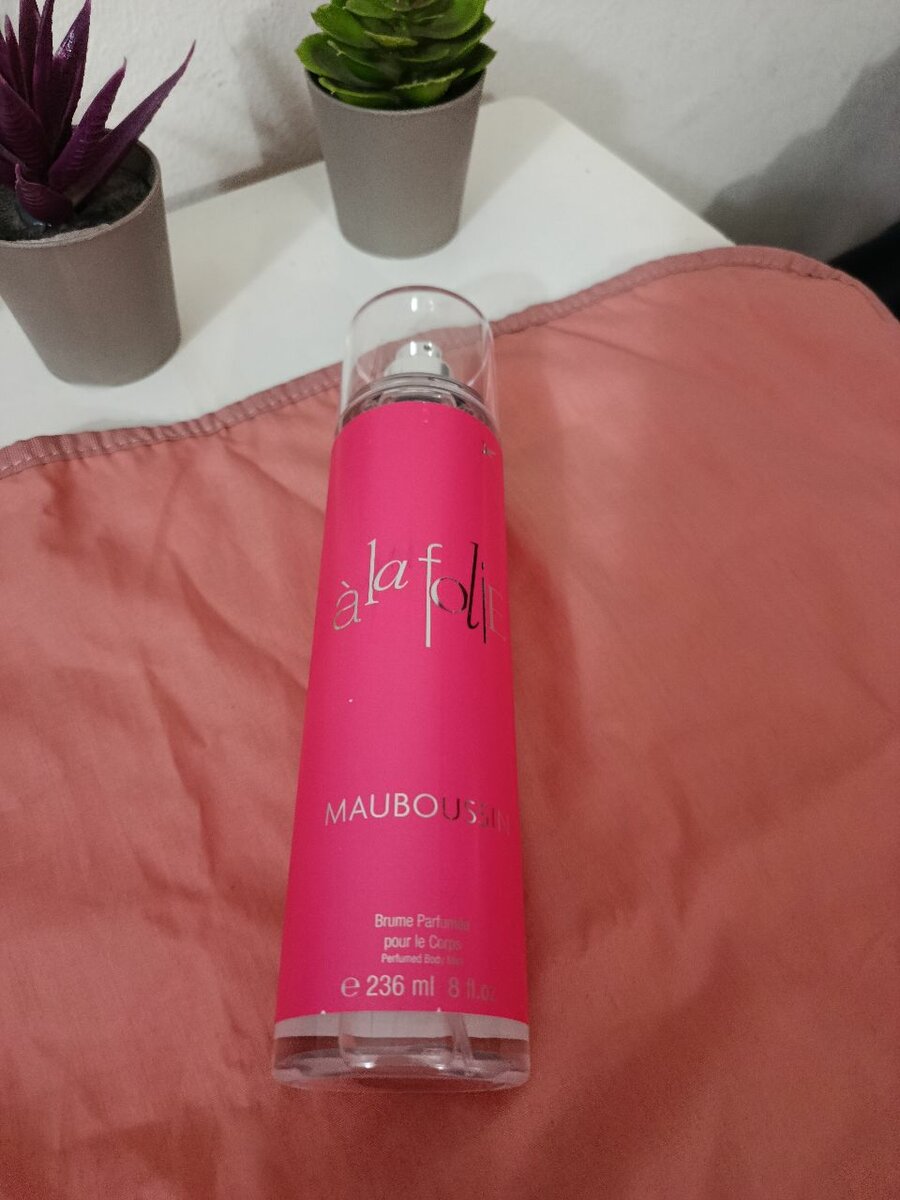 à la folie
MAUBOUSSIN
Brume Parfumée
pour le Corps
Perfumed Body Mist
℮ 236 ml 8 fl.oz